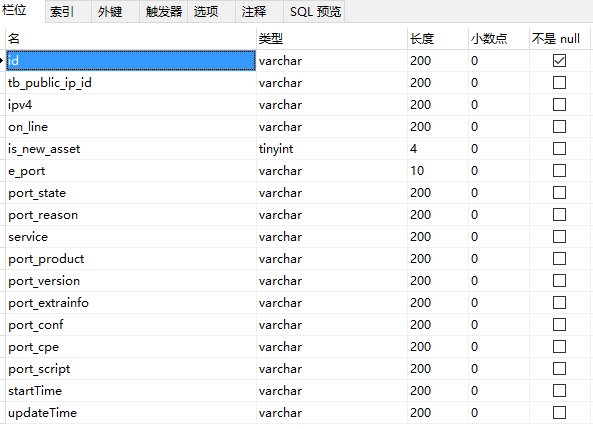 栏位 索引 外键 触发器 选项 注释 SQL 预览
名 类型 长度 小数点 不是 null
id varchar 200 0
tb_public_ip_id varchar 200 0
ipv4 varchar 200 0
on_line varchar 200 0
is_new_asset tinyint 4 0
e_port varchar 10 0
port_state varchar 200 0
port_reason varchar 200 0
service varchar 200 0
port_product varchar 200 0
port_version varchar 200 0
port_extrainfo varchar 200 0
port_conf varchar 200 0
port_cpe varchar 200 0
port_script varchar 200 0
startTime varchar 200 0
updateTime varchar 200 0